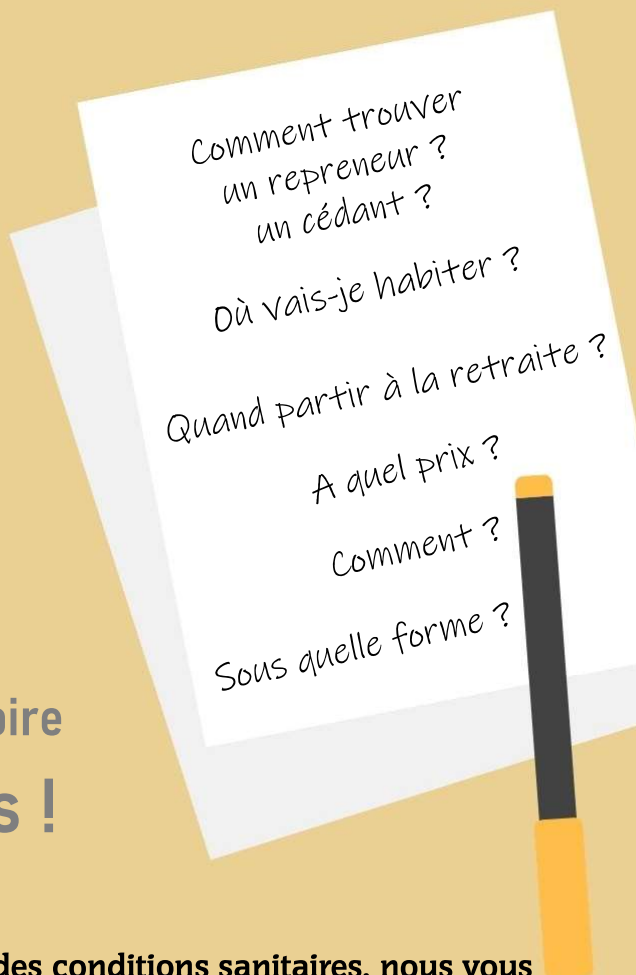 Comment trouver
un repreneur ?
un cédant ?
Où vais-je habiter ?
Quand partir à la retraite ?
A quel prix ?
Comment ?
Sous quelle forme ?
!
des conditions sanitaires, nous vous